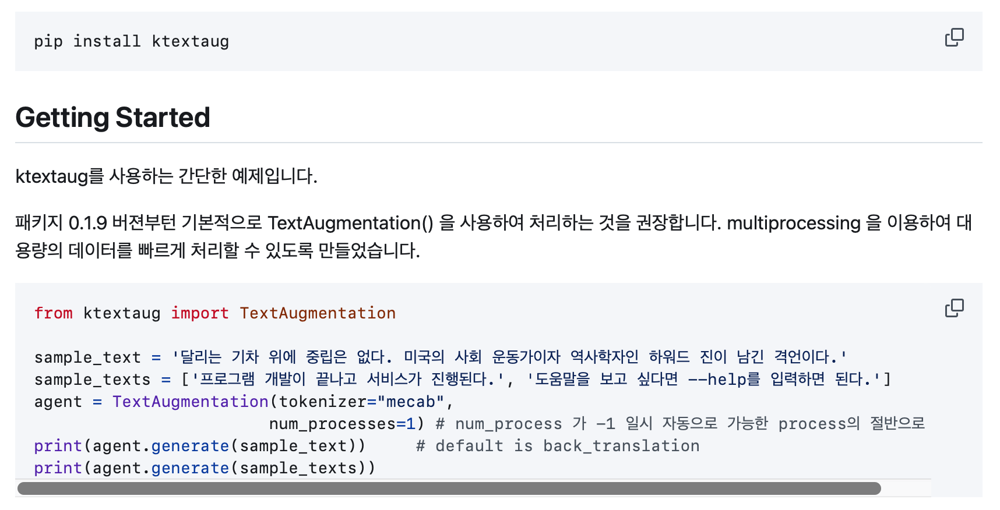 pip install ktextaug
Getting Started
ktextaug를 사용하는 간단한 예제입니다.
패키지 0.1.9 버젼부턴 기본적으로 TextAugmentation() 을 사용하여 처리하는 것을 권장합니다. multiprocessing 을 이용하여 대
용량의 데이터를 빠르게 처리할 수 있도록 만들었습니다.
from ktextaug import TextAugmentation
sample_text = '달리는 기차 위에 중립은 없다. 미국의 사회 운동가이자 역사학자인 하워드 진이 남긴 격언이다.'
sample_texts = ['프로그램 개발이 끝나고 서비스가 진행된다.', '도움말을 보고 싶다면 --help를 입력하면 된다.']
agent = TextAugmentation(tokenizer="mecab",
num_processes=1) # num_process 가 -1 일시 자동으로 가능한 process의 절반으로
print(agent.generate(sample_text)) # default is back_translation
print(agent.generate(sample_texts))